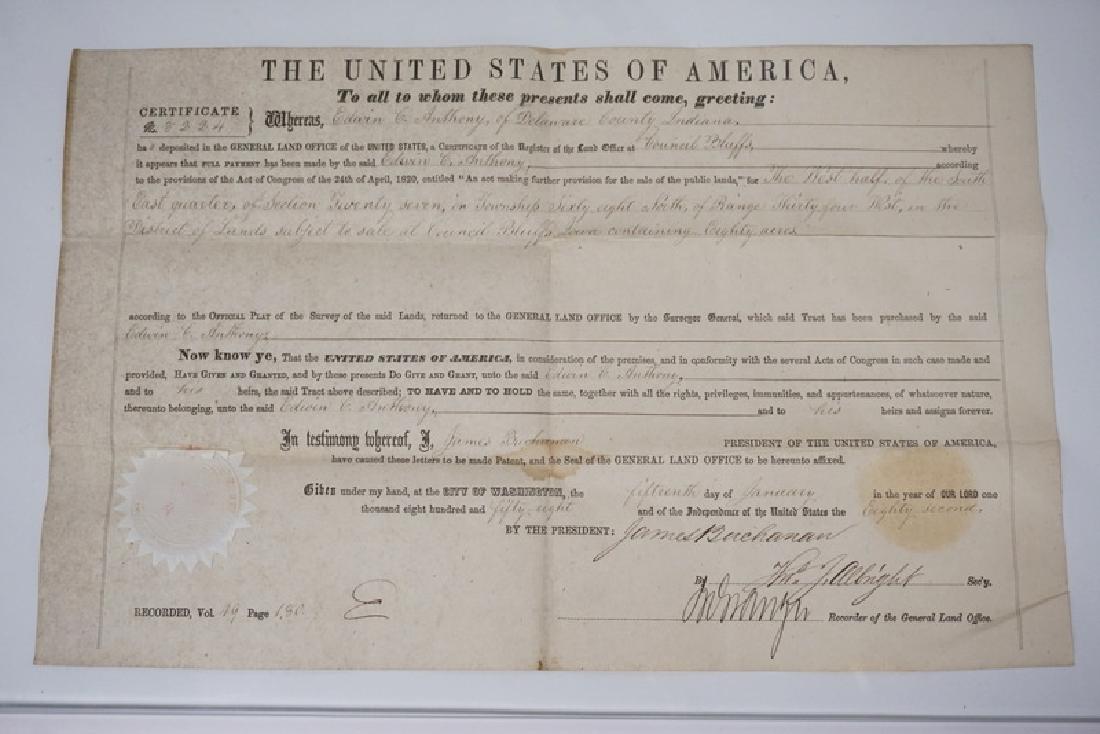 THE UNITED STATES OF AMERICA,
To all to whom these presents shall come, greeting:
CERTIFICATE
No. 8224 } Whereas, Edwin C. Anthony, of Delaware County Indiana.
has deposited in the GENERAL LAND OFFICE of the UNITED STATES, a CERTIFICATE of the Register of the Land Office at Council Bluffs, whereby
it appears that FULL PAYMENT has been made by the said Edwin C. Anthony, according
to the provisions of the Act of Congress of the 24th of April, 1820, entitled "An act making further provision for the sale of the public lands," for The West half, of the South
East quarter, of Section Twenty seven, in Township Sixty eight North, of Range Thirty four West, in the
District of Lands subject to sale at Council Bluffs, Iowa containing Eighty acres
according to the OFFICIAL PLAT of the Survey of the said Lands, returned to the GENERAL LAND OFFICE by the Surveyor General, which said Tract has been purchased by the said
Edwin C. Anthony,
Now know ye, That the UNITED STATES OF AMERICA, in consideration of the premises, and in conformity with the several Acts of Congress in such case made and
provided, HAVE GIVEN AND GRANTED, and by these presents DO GIVE AND GRANT, unto the said Edwin C. Anthony,
and to his heirs, the said Tract above described; TO HAVE AND TO HOLD the same, together with all the rights, privileges, immunities, and appurtenances, of whatsoever nature,
thereunto belonging, unto the said Edwin C. Anthony, and to his heirs and assigns forever.
In testimony whereof, I, James Buchanan PRESIDENT OF THE UNITED STATES OF AMERICA,
have caused these letters to be made Patent, and the Seal of the GENERAL LAND OFFICE to be hereunto affixed.
Given under my hand, at the CITY OF WASHINGTON, the fifteenth day of January in the year of OUR LORD one
thousand eight hundred and fifty eight and of the Independence of the United States the Eighty second.
BY THE PRESIDENT: James Buchanan
By Thos. J. Albright Sec'y.
RECORDED, Vol. 49 Page 180 E
Recorder of the General Land Office.